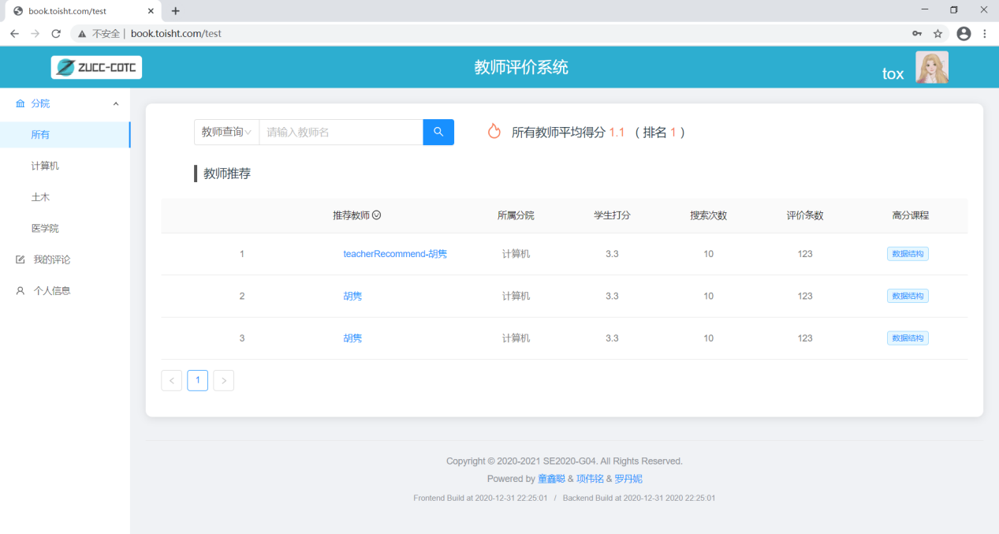 book.toisht.com/test
不安全 | book.toisht.com/test
ZUCC-COTC
教师评价系统
tox
分院
所有
计算机
土木
医学院
我的评论
个人信息
教师查询 请输入教师名
所有教师平均得分 1.1 （ 排名 1 ）
教师推荐
推荐教师 所属分院 学生打分 搜索次数 评价条数 高分课程
1 teacherRecommend-胡隽 计算机 3.3 10 123 数据结构
2 胡隽 计算机 3.3 10 123 数据结构
3 胡隽 计算机 3.3 10 123 数据结构
< 1 >
Copyright © 2020-2021 SE2020-G04. All Rights Reserved.
Powered by 童鑫聪 & 项伟铭 & 罗丹妮
Frontend Build at 2020-12-31 22:25:01 / Backend Build at 2020-12-31 2020 22:25:01